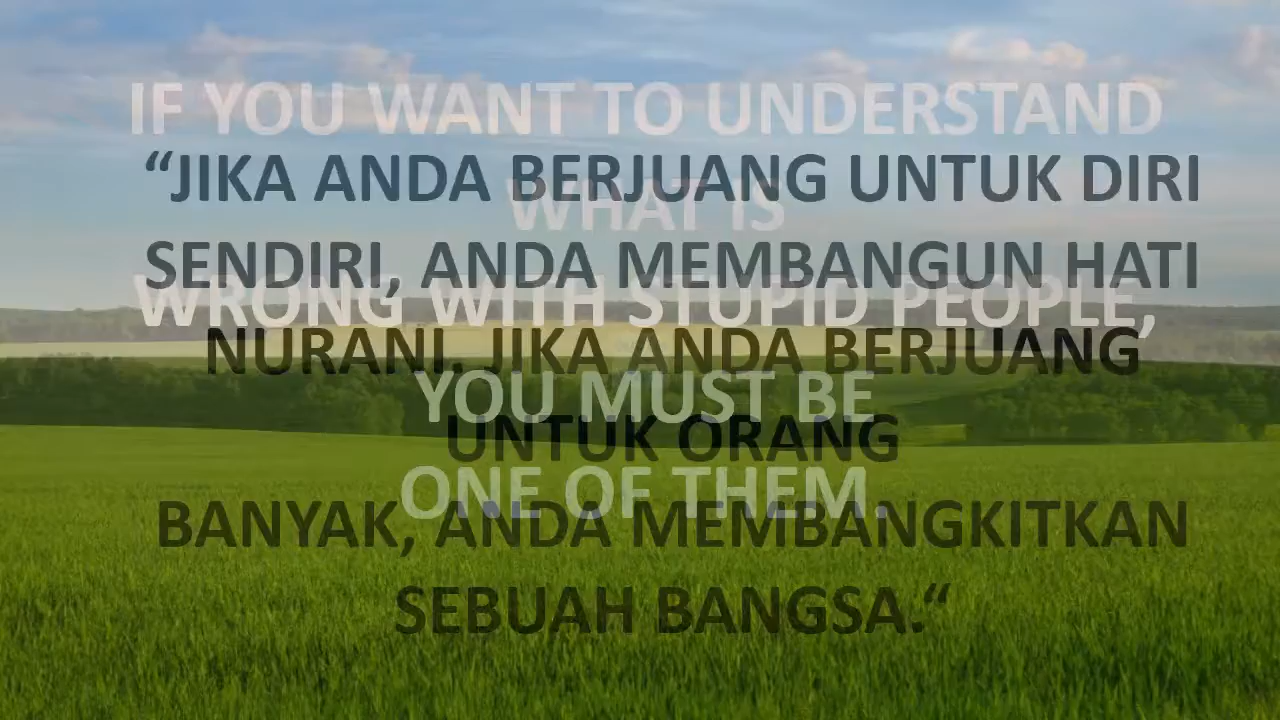 IF YOU WANT TO UNDERSTAND
WHAT IS
WRONG WITH STUPID PEOPLE,
YOU MUST BE
ONE OF THEM.
“JIKA ANDA BERJUANG UNTUK DIRI
SENDIRI, ANDA MEMBANGUN HATI
NURANI. JIKA ANDA BERJUANG
UNTUK ORANG
BANYAK, ANDA MEMBANGKITKAN
SEBUAH BANGSA.“